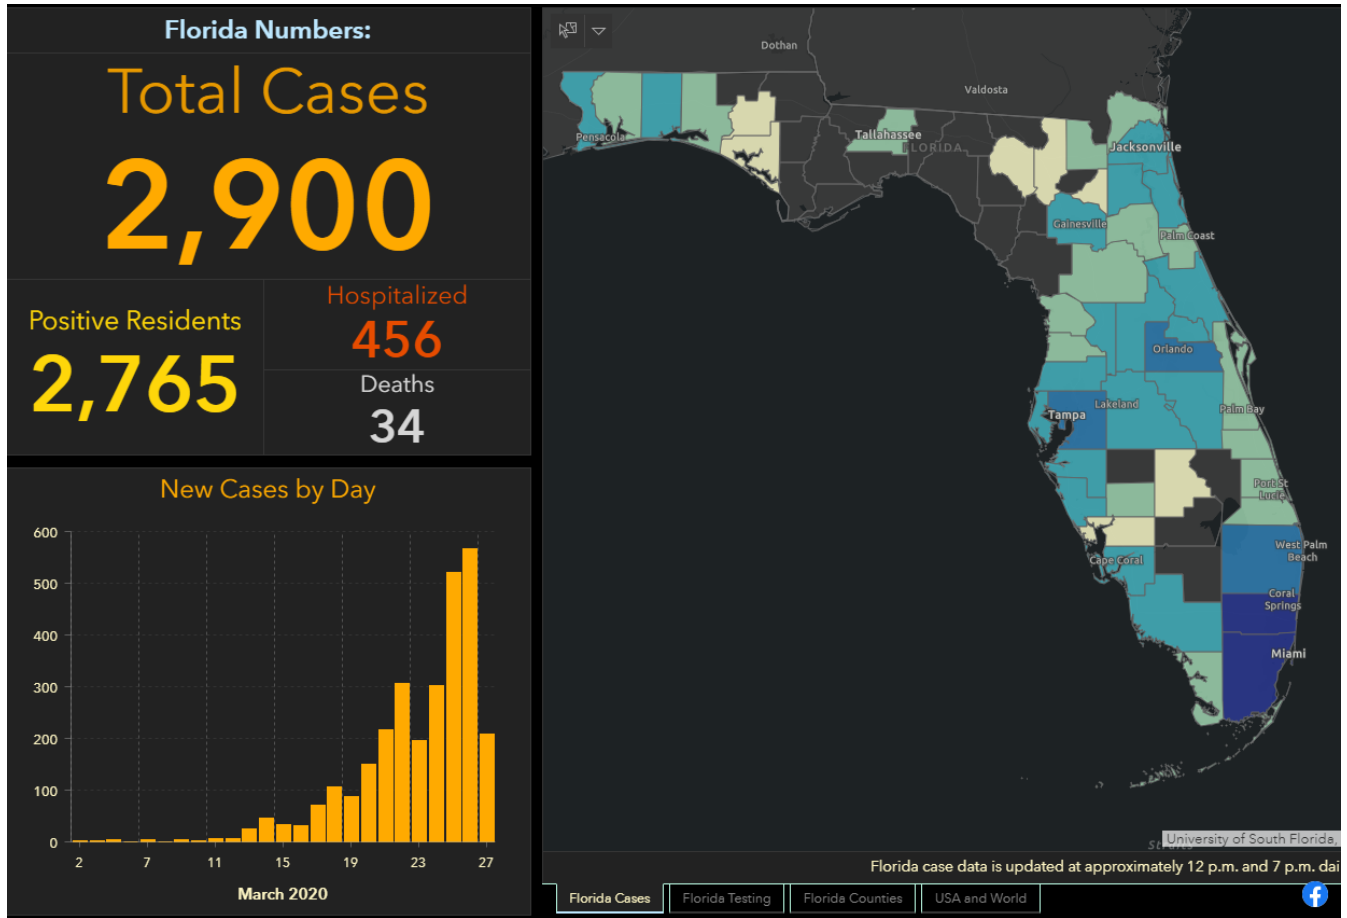 Florida Numbers:
Total Cases
2,900
Positive Residents
2,765
Hospitalized
456
Deaths
34
New Cases by Day
600
500
400
300
200
100
0
2
7
11
15
19
23
27
March 2020
Dothan
Valdosta
Pensacola
Tallahassee
FLORIDA
Jacksonville
Gainesville
Palm Coast
Orlando
Lakeland
Tampa
Palm Bay
Port St
Lucie
West Palm
Beach
Cape Coral
Coral
Springs
Miami
University of South Florida,
Florida case data is updated at approximately 12 p.m. and 7 p.m. dai
Florida Cases
Florida Testing
Florida Counties
USA and World